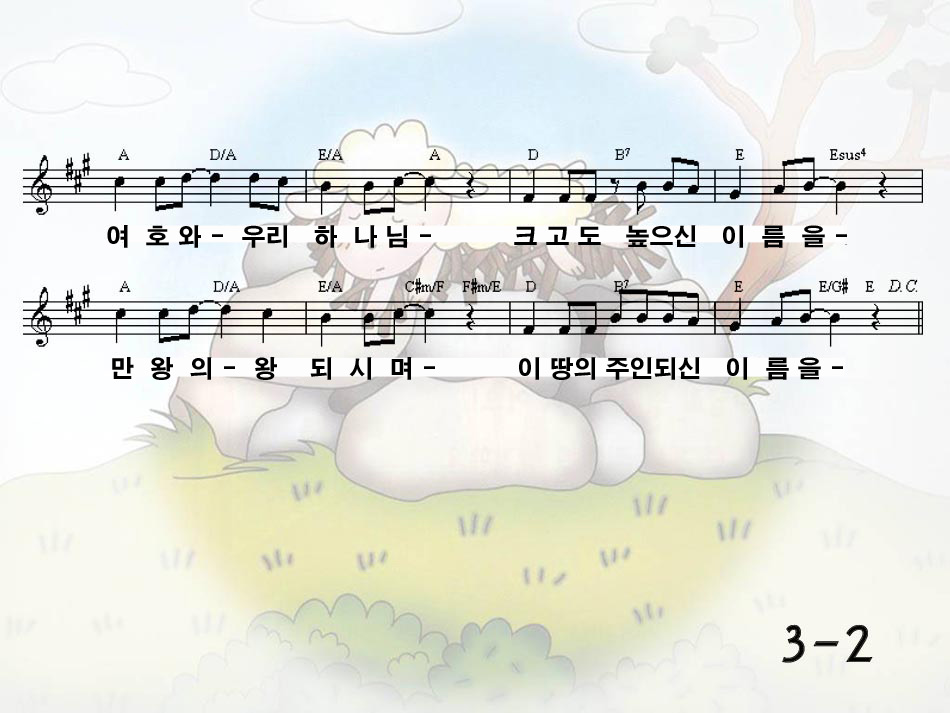 A D/A E/A A D B7 E Esus4
여 호 와 - 우리 하 나 님 - 크 고 도 높으신 이 름 을 -
A D/A E/A C#m/F F#m/E D B7 E E/G# E D.C.
만 왕 의 - 왕 되 시 며 - 이 땅의 주인되신 이 름 을 -
3-2